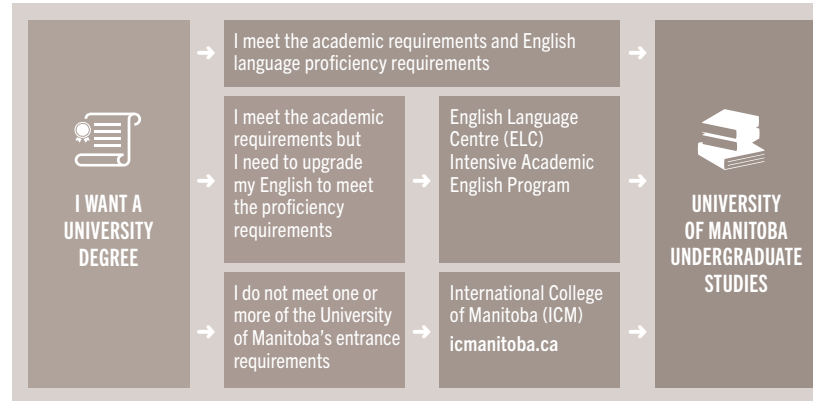 I WANT A
UNIVERSITY
DEGREE
I meet the academic requirements and English
language proficiency requirements
I meet the academic
requirements but
I need to upgrade
my English to meet
the proficiency
requirements
English Language
Centre (ELC)
Intensive Academic
English Program
I do not meet one or
more of the University
of Manitoba's entrance
requirements
International College
of Manitoba (ICM)
icmanitoba.ca
UNIVERSITY
OF MANITOBA
UNDERGRADUATE
STUDIES